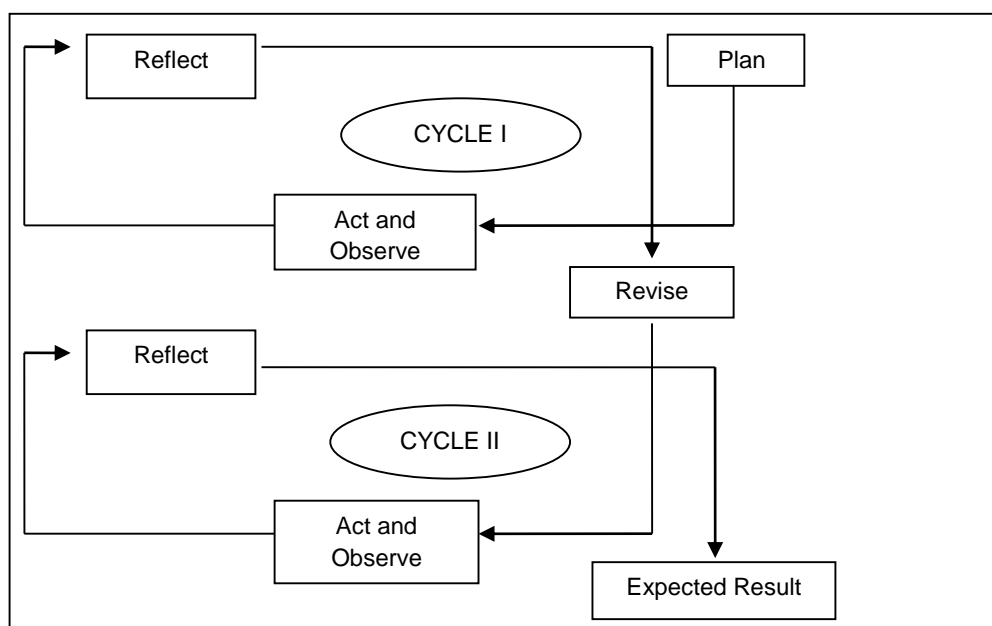 Reflect
Plan
CYCLE I
Act and
Observe
Revise
Reflect
CYCLE II
Act and
Observe
Expected Result